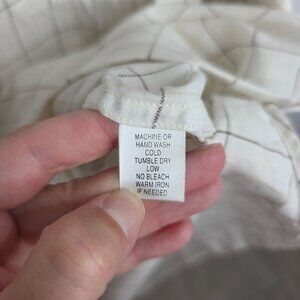 MACHINE OR
HAND WASH
COLD
TUMBLE DRY
LOW
NO BLEACH
WARM IRON
IF NEEDED